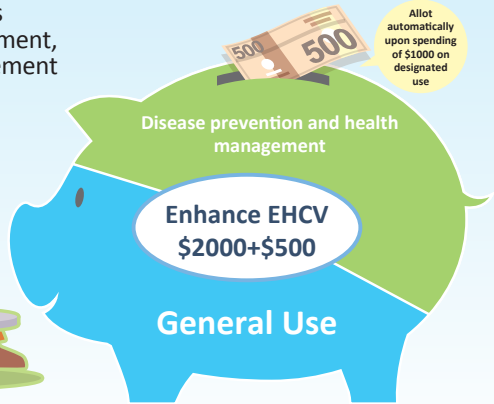 s
ment,
ement
500
500
Allot
automatically
upon spending
of $1000 on
designated
use
Disease prevention and health
management
Enhance EHCV
$2000+$500
General Use